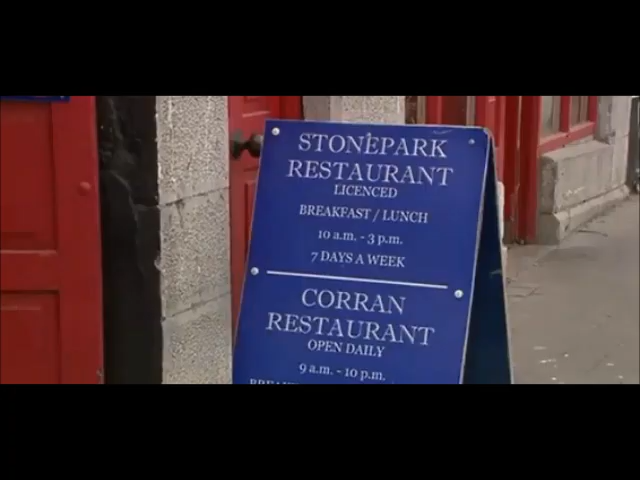 STONEPARK
RESTAURANT
LICENCED
BREAKFAST / LUNCH
10 a.m. - 3 p.m.
7 DAYS A WEEK
CORRAN
RESTAURANT
OPEN DAILY
9 a.m. - 10 p.m.